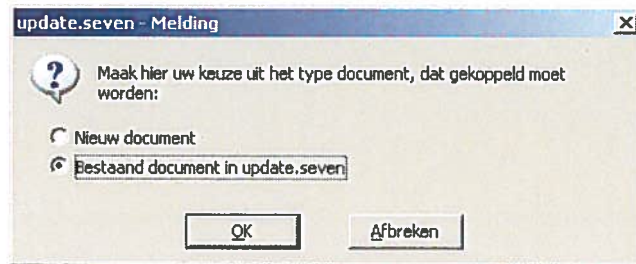 update.seven - Melding
Maak hier uw keuze uit het type document, dat gekoppeld moet
worden:
Nieuw document
Bestaand document in update.seven
OK
Afbreken